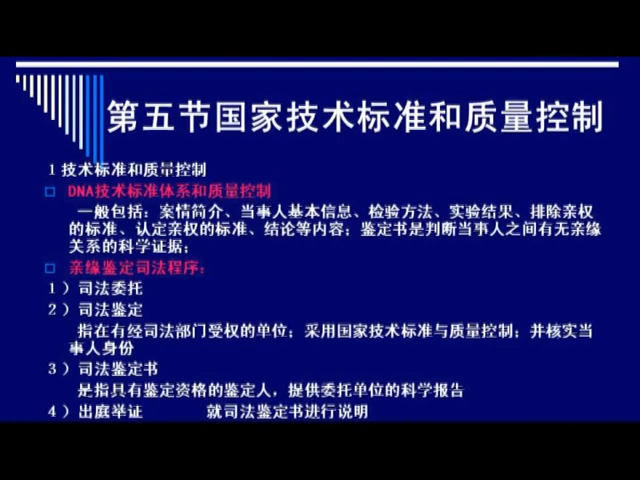 第五节国家技术标准和质量控制
1技术标准和质量控制
DNA技术标准体系和质量控制
一般包括：案情简介、当事人基本信息、检验方法、实验结果、排除亲权
的标准、认定亲权的标准、结论等内容；鉴定书是判断当事人之间有无亲缘
关系的科学证据；
亲缘鉴定司法程序：
1）司法委托
2）司法鉴定
指在有经司法部门受权的单位；采用国家技术标准与质量控制；并核实当
事人身份
3）司法鉴定书
是指具有鉴定资格的鉴定人，提供委托单位的科学报告
4）出庭举证 就司法鉴定书进行说明